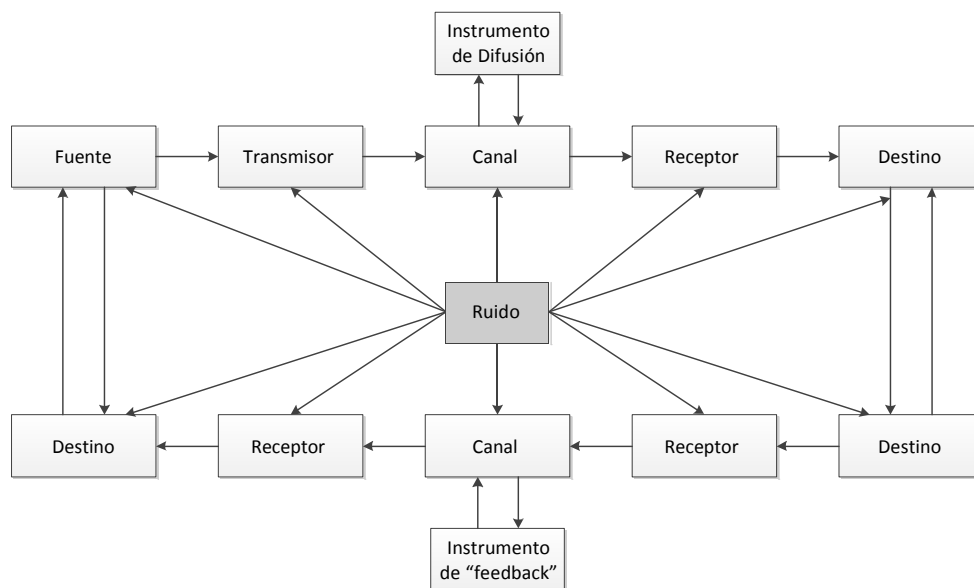 Instrumento
de Difusión
Fuente
Transmisor
Canal
Receptor
Destino
Ruido
Destino
Receptor
Canal
Receptor
Destino
Instrumento
de “feedback”